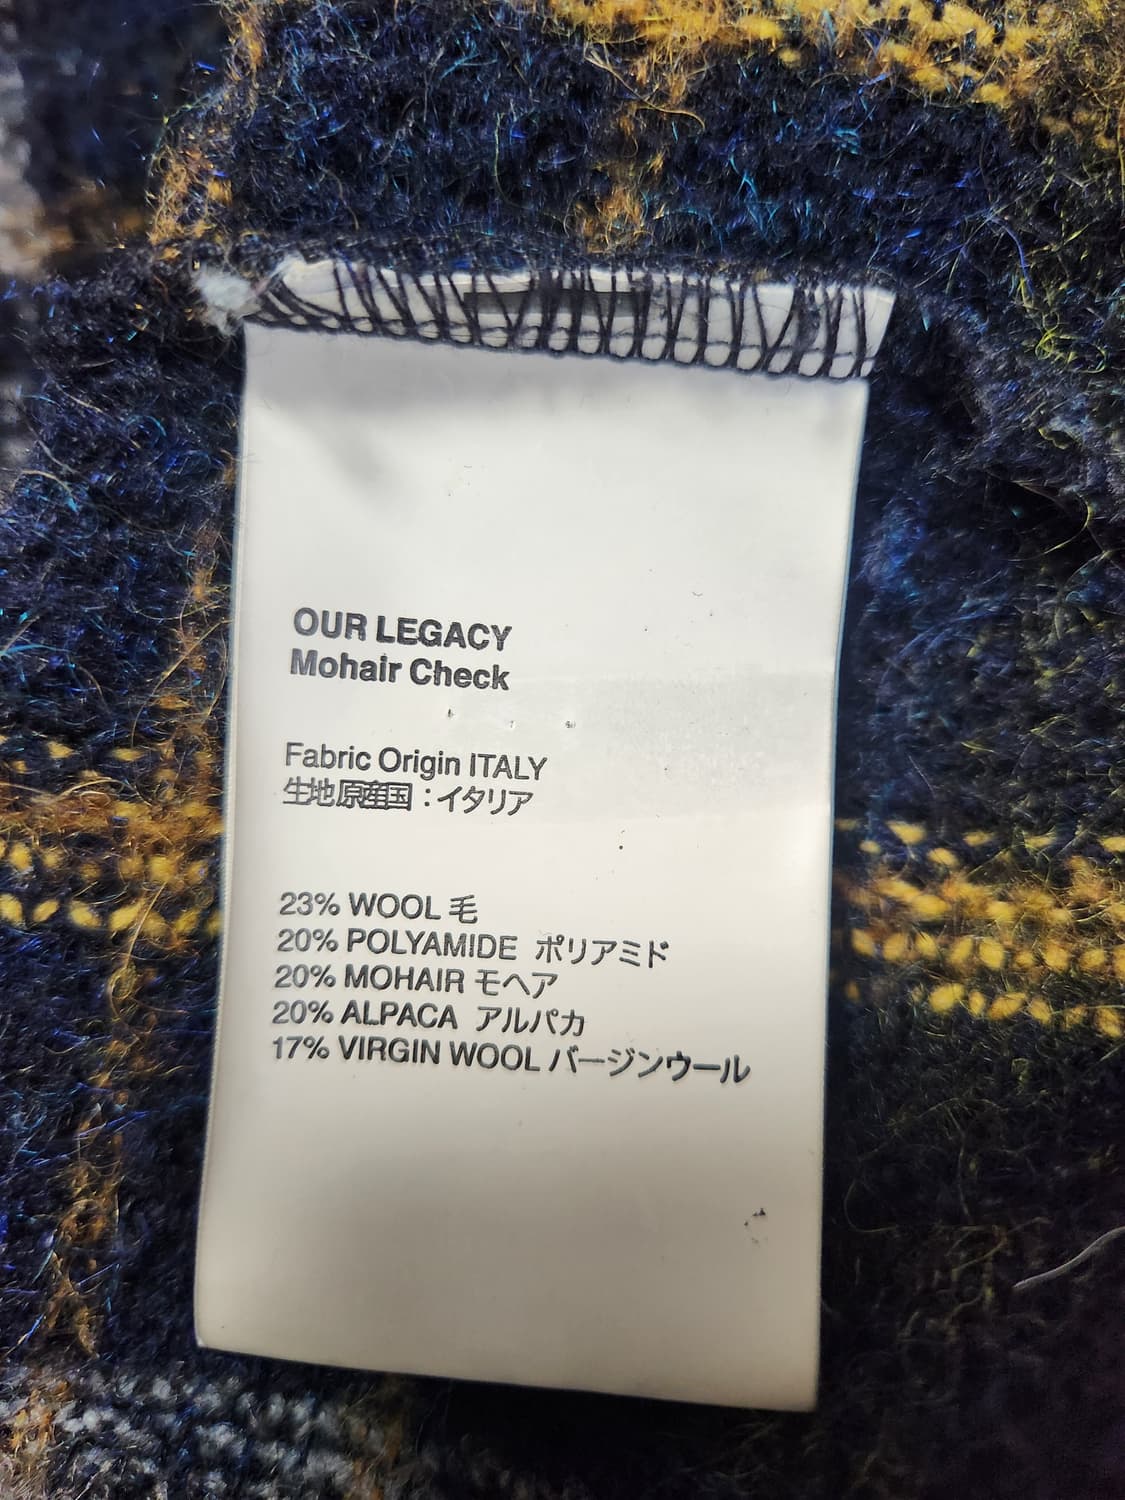 OUR LEGACY
Mohair Check
Fabric Origin ITALY
生地原産国：イタリア
23% WOOL 毛
20% POLYAMIDE ポリアミド
20% MOHAIR モヘア
20% ALPACA アルパカ
17% VIRGIN WOOL バージンウール